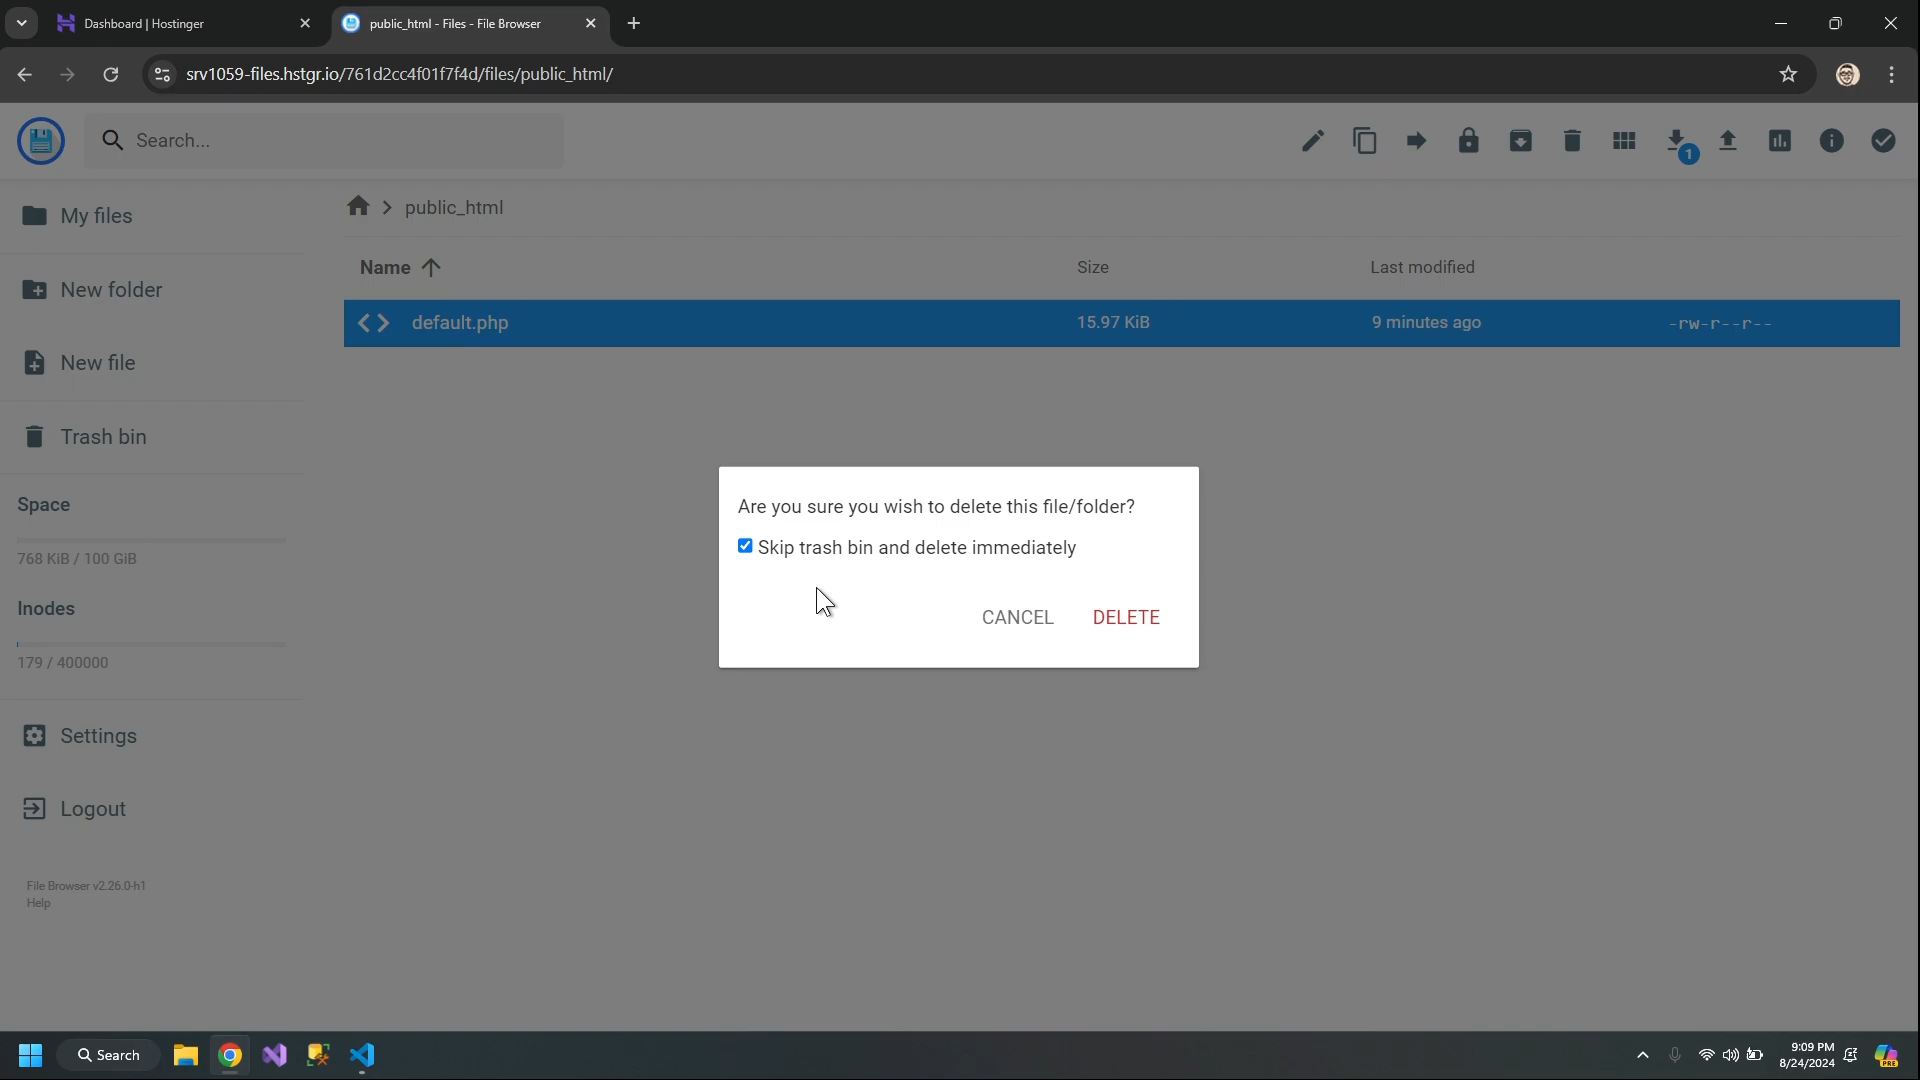 Dashboard | Hostinger
public_html - Files - File Browser
srv1059-files.hstgr.io/761d2cc4f01f7f4d/files/public_html/
Search...
1
My files
public_html
Name
Size
Last modified
New folder
default.php
15.97 KiB
9 minutes ago
-rw-r--r--
New file
Trash bin
Space
768 KiB / 100 GiB
Inodes
179 / 400000
Are you sure you wish to delete this file/folder?
Skip trash bin and delete immediately
CANCEL
DELETE
Settings
Logout
File Browser v2.26.0-h1
Help
Search
9:09 PM
8/24/2024
PRE